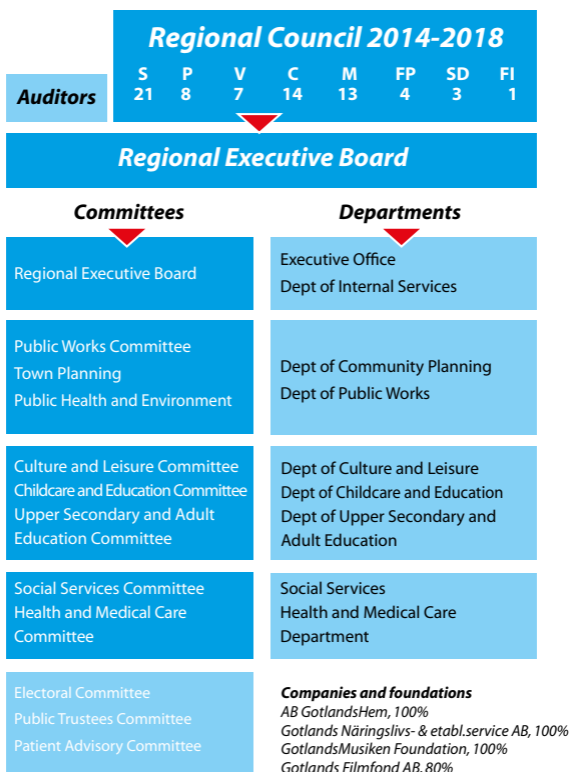 Regional Council 2014-2018
S P V C M FP SD FI
21 8 7 14 13 4 3 1
Auditors
Regional Executive Board
Committees
Departments
Regional Executive Board
Executive Office
Dept of Internal Services
Public Works Committee
Town Planning
Public Health and Environment
Dept of Community Planning
Dept of Public Works
Culture and Leisure Committee
Childcare and Education Committee
Upper Secondary and Adult
Education Committee
Dept of Culture and Leisure
Dept of Childcare and Education
Dept of Upper Secondary and
Adult Education
Social Services Committee
Health and Medical Care
Committee
Social Services
Health and Medical Care
Department
Electoral Committee
Public Trustees Committee
Patient Advisory Committee
Companies and foundations
AB GotlandsHem, 100%
Gotlands Näringslivs- & etabl.service AB, 100%
GotlandsMusiken Foundation, 100%
Gotlands Filmfond AB, 80%